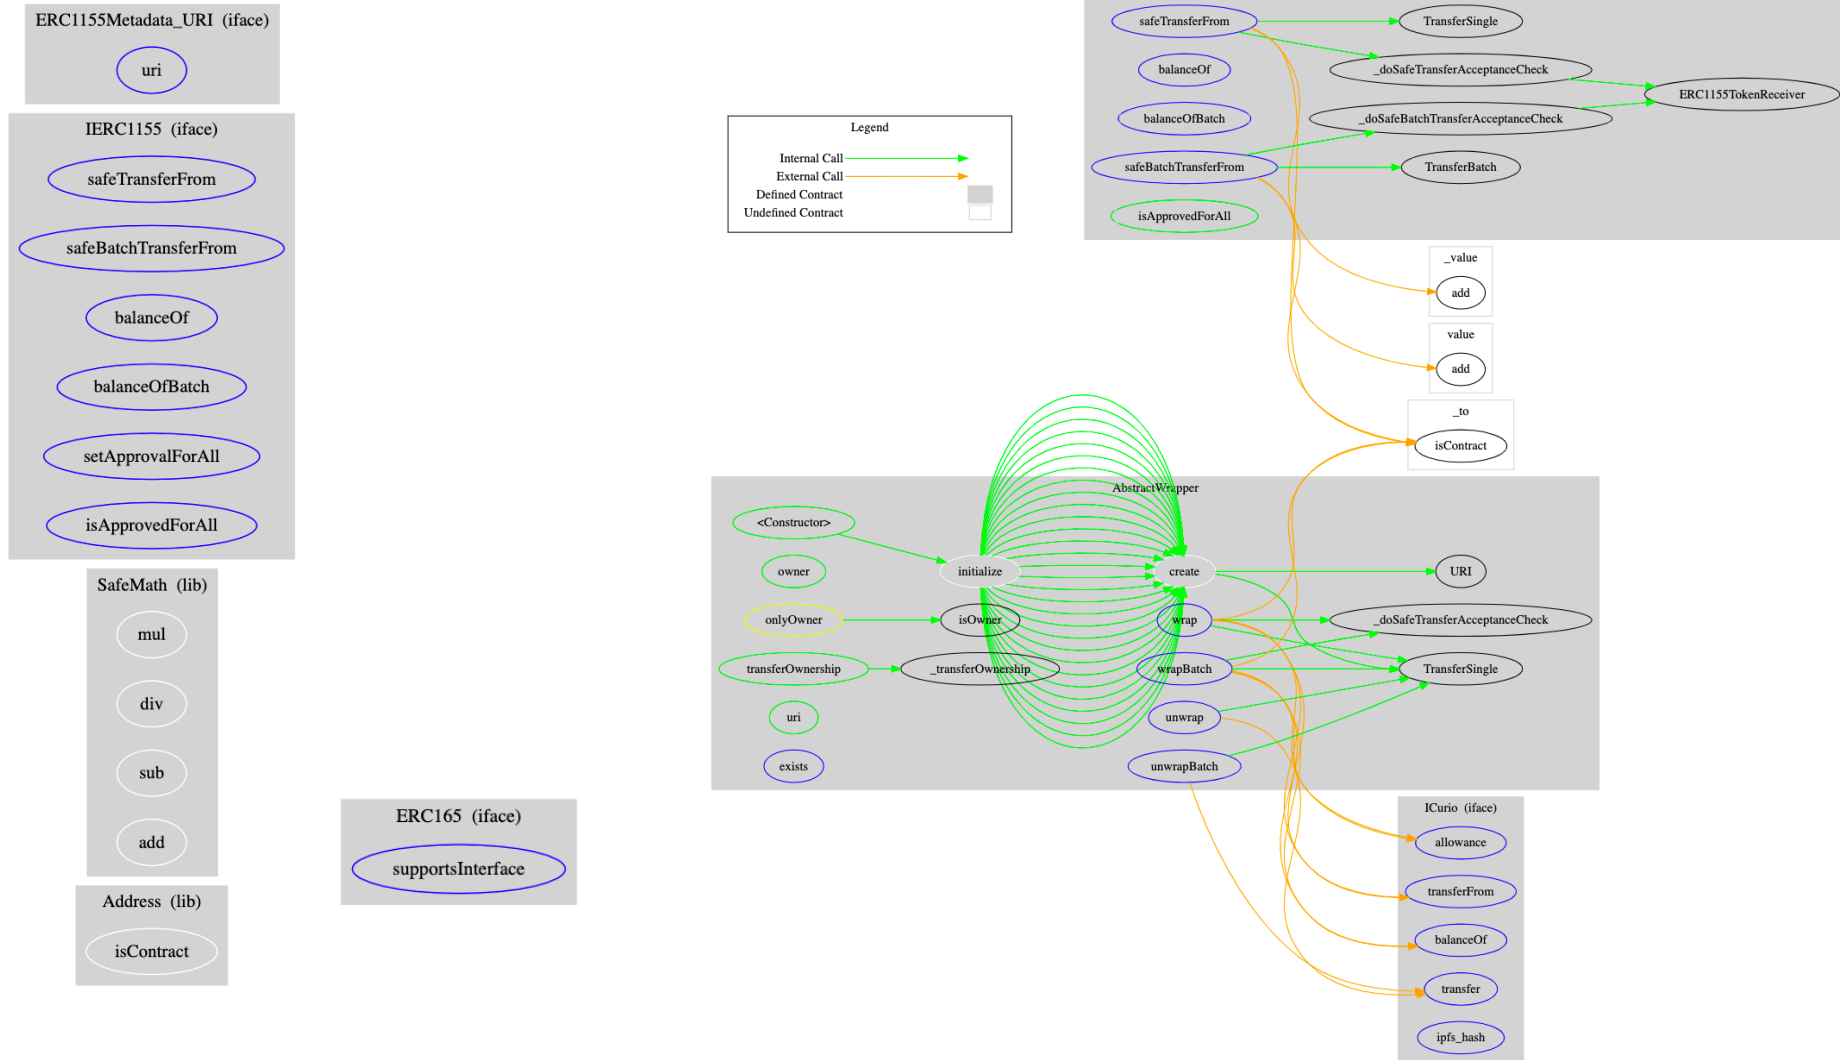 ERC1155Metadata_URI (iface)
uri
IERC1155 (iface)
safeTransferFrom
safeBatchTransferFrom
balanceOf
balanceOfBatch
setApprovalForAll
isApprovedForAll
SafeMath (lib)
mul
div
sub
add
Address (lib)
isContract
ERC165 (iface)
supportsInterface
Legend
Internal Call
External Call
Defined Contract
Undefined Contract
safeTransferFrom
balanceOf
balanceOfBatch
safeBatchTransferFrom
isApprovedForAll
TransferSingle
_doSafeTransferAcceptanceCheck
_doSafeBatchTransferAcceptanceCheck
TransferBatch
ERC1155TokenReceiver
_value
add
value
add
_to
isContract
AbstractWrapper
<Constructor>
owner
onlyOwner
transferOwnership
uri
exists
initialize
isOwner
_transferOwnership
create
wrap
wrapBatch
unwrap
unwrapBatch
URI
_doSafeTransferAcceptanceCheck
TransferSingle
ICurio (iface)
allowance
transferFrom
balanceOf
transfer
ipfs_hash